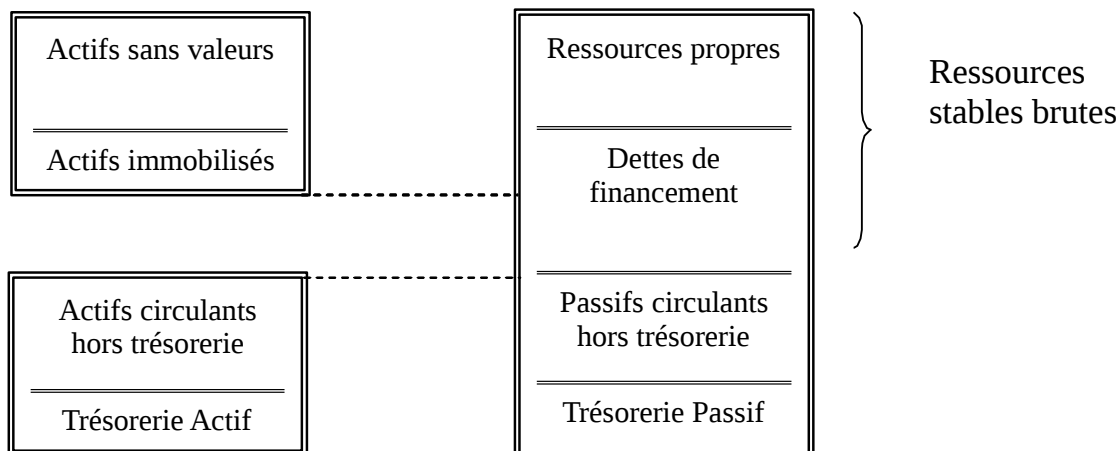 Actifs sans valeurs
Actifs immobilisés
Actifs circulants
hors trésorerie
Trésorerie Actif
Ressources propres
Dettes de
financement
Passifs circulants
hors trésorerie
Trésorerie Passif
Ressources
stables brutes